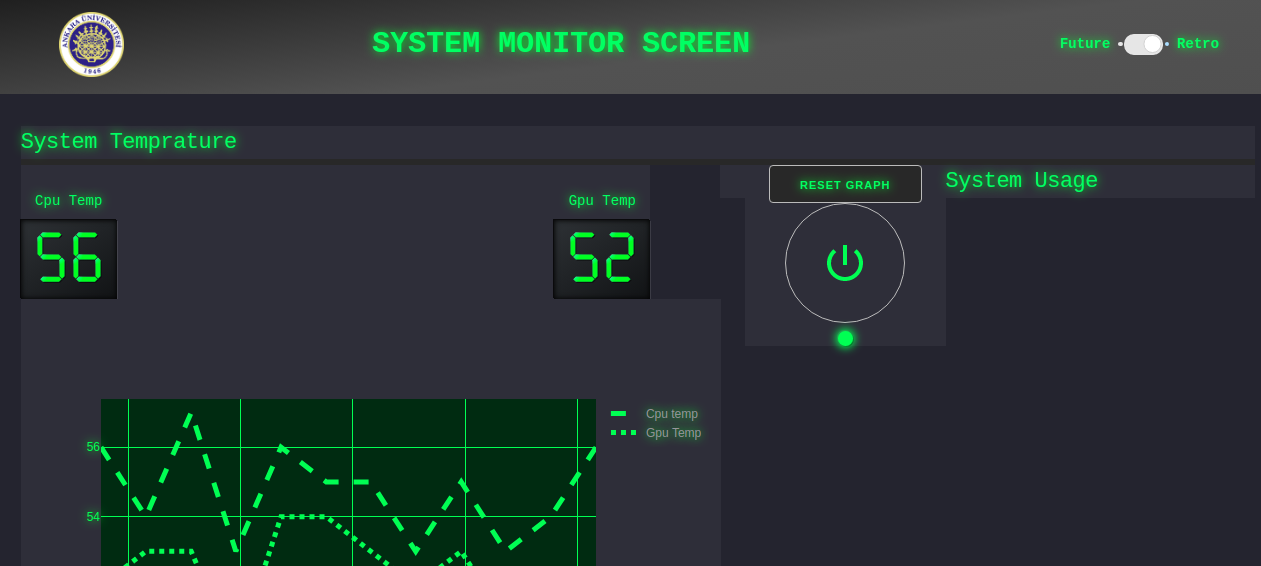 ANKARA ÜNİVERSİTESİ
1946
SYSTEM MONITOR SCREEN
Future
Retro
System Temprature
Cpu Temp
Gpu Temp
56
52
RESET GRAPH
System Usage
Cpu temp
Gpu Temp
56
54